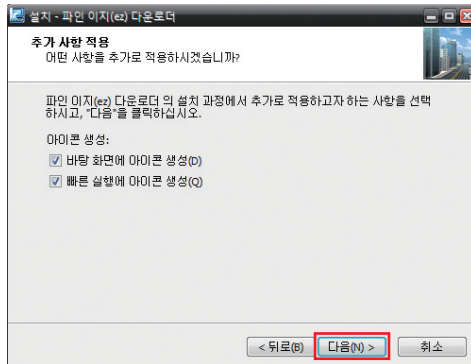 설치 - 파인 이지(ez) 다운로더
추가 사항 적용
어떤 사항을 추가로 적용하시겠습니까?
파인 이지(ez) 다운로더 의 설치 과정에서 추가로 적용하고자 하는 사항을 선택
하시고, "다음"을 클릭하십시오.
아이콘 생성:
바탕 화면에 아이콘 생성(D)
빠른 실행에 아이콘 생성(Q)
< 뒤로(B) 다음(N) > 취소